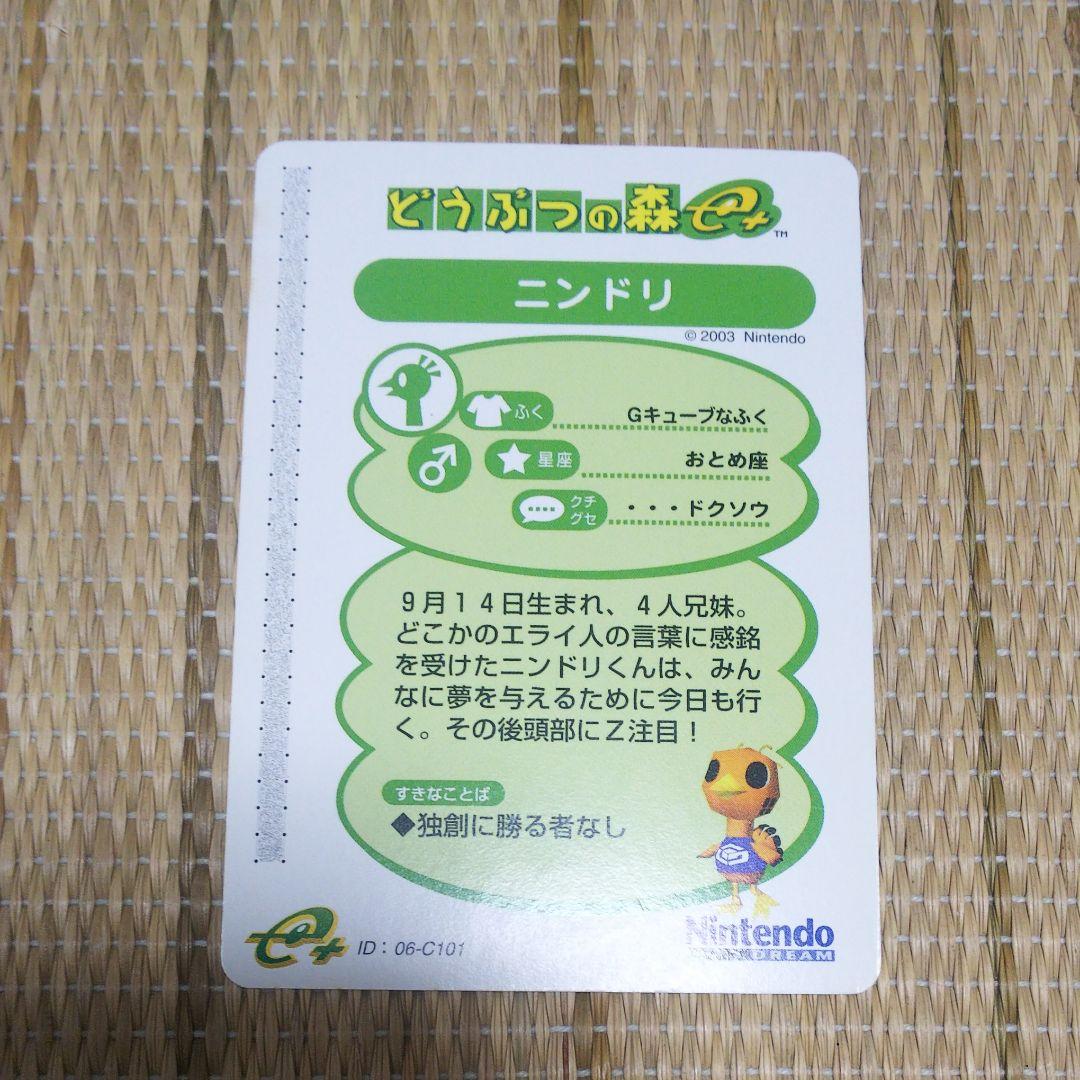 どうぶつの森e+™
ニンドリ
© 2003 Nintendo
ふく Gキューブなふく
星座 おとめ座
クチグセ ・・・ドクソウ
9月14日生まれ、4人兄妹。
どこかのエライ人の言葉に感銘
を受けたニンドリくんは、みん
なに夢を与えるために今日も行
く。その後頭部にZ注目！
すきなことば
◆独創に勝る者なし
e+ ID：06-C101
Nintendo
DREAM